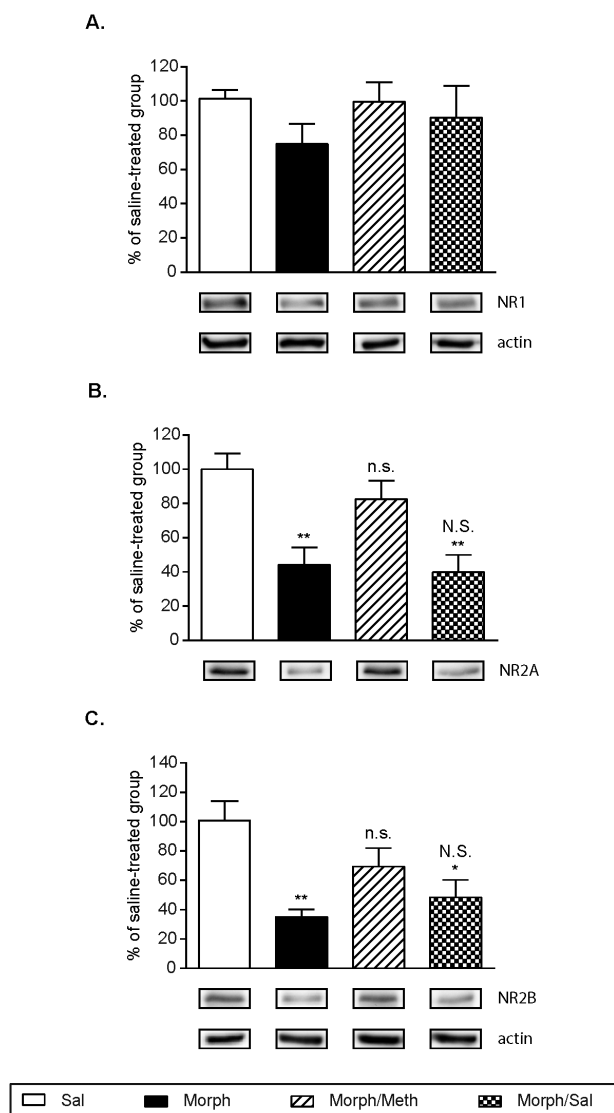 A.
% of saline-treated group
120
100
80
60
40
20
0
NR1
actin
B.
% of saline-treated group
120
100
80
60
40
20
0
**
n.s.
N.S.
**
NR2A
C.
% of saline-treated group
140
120
100
80
60
40
20
0
**
n.s.
N.S.
*
NR2B
actin
Sal Morph Morph/Meth Morph/Sal